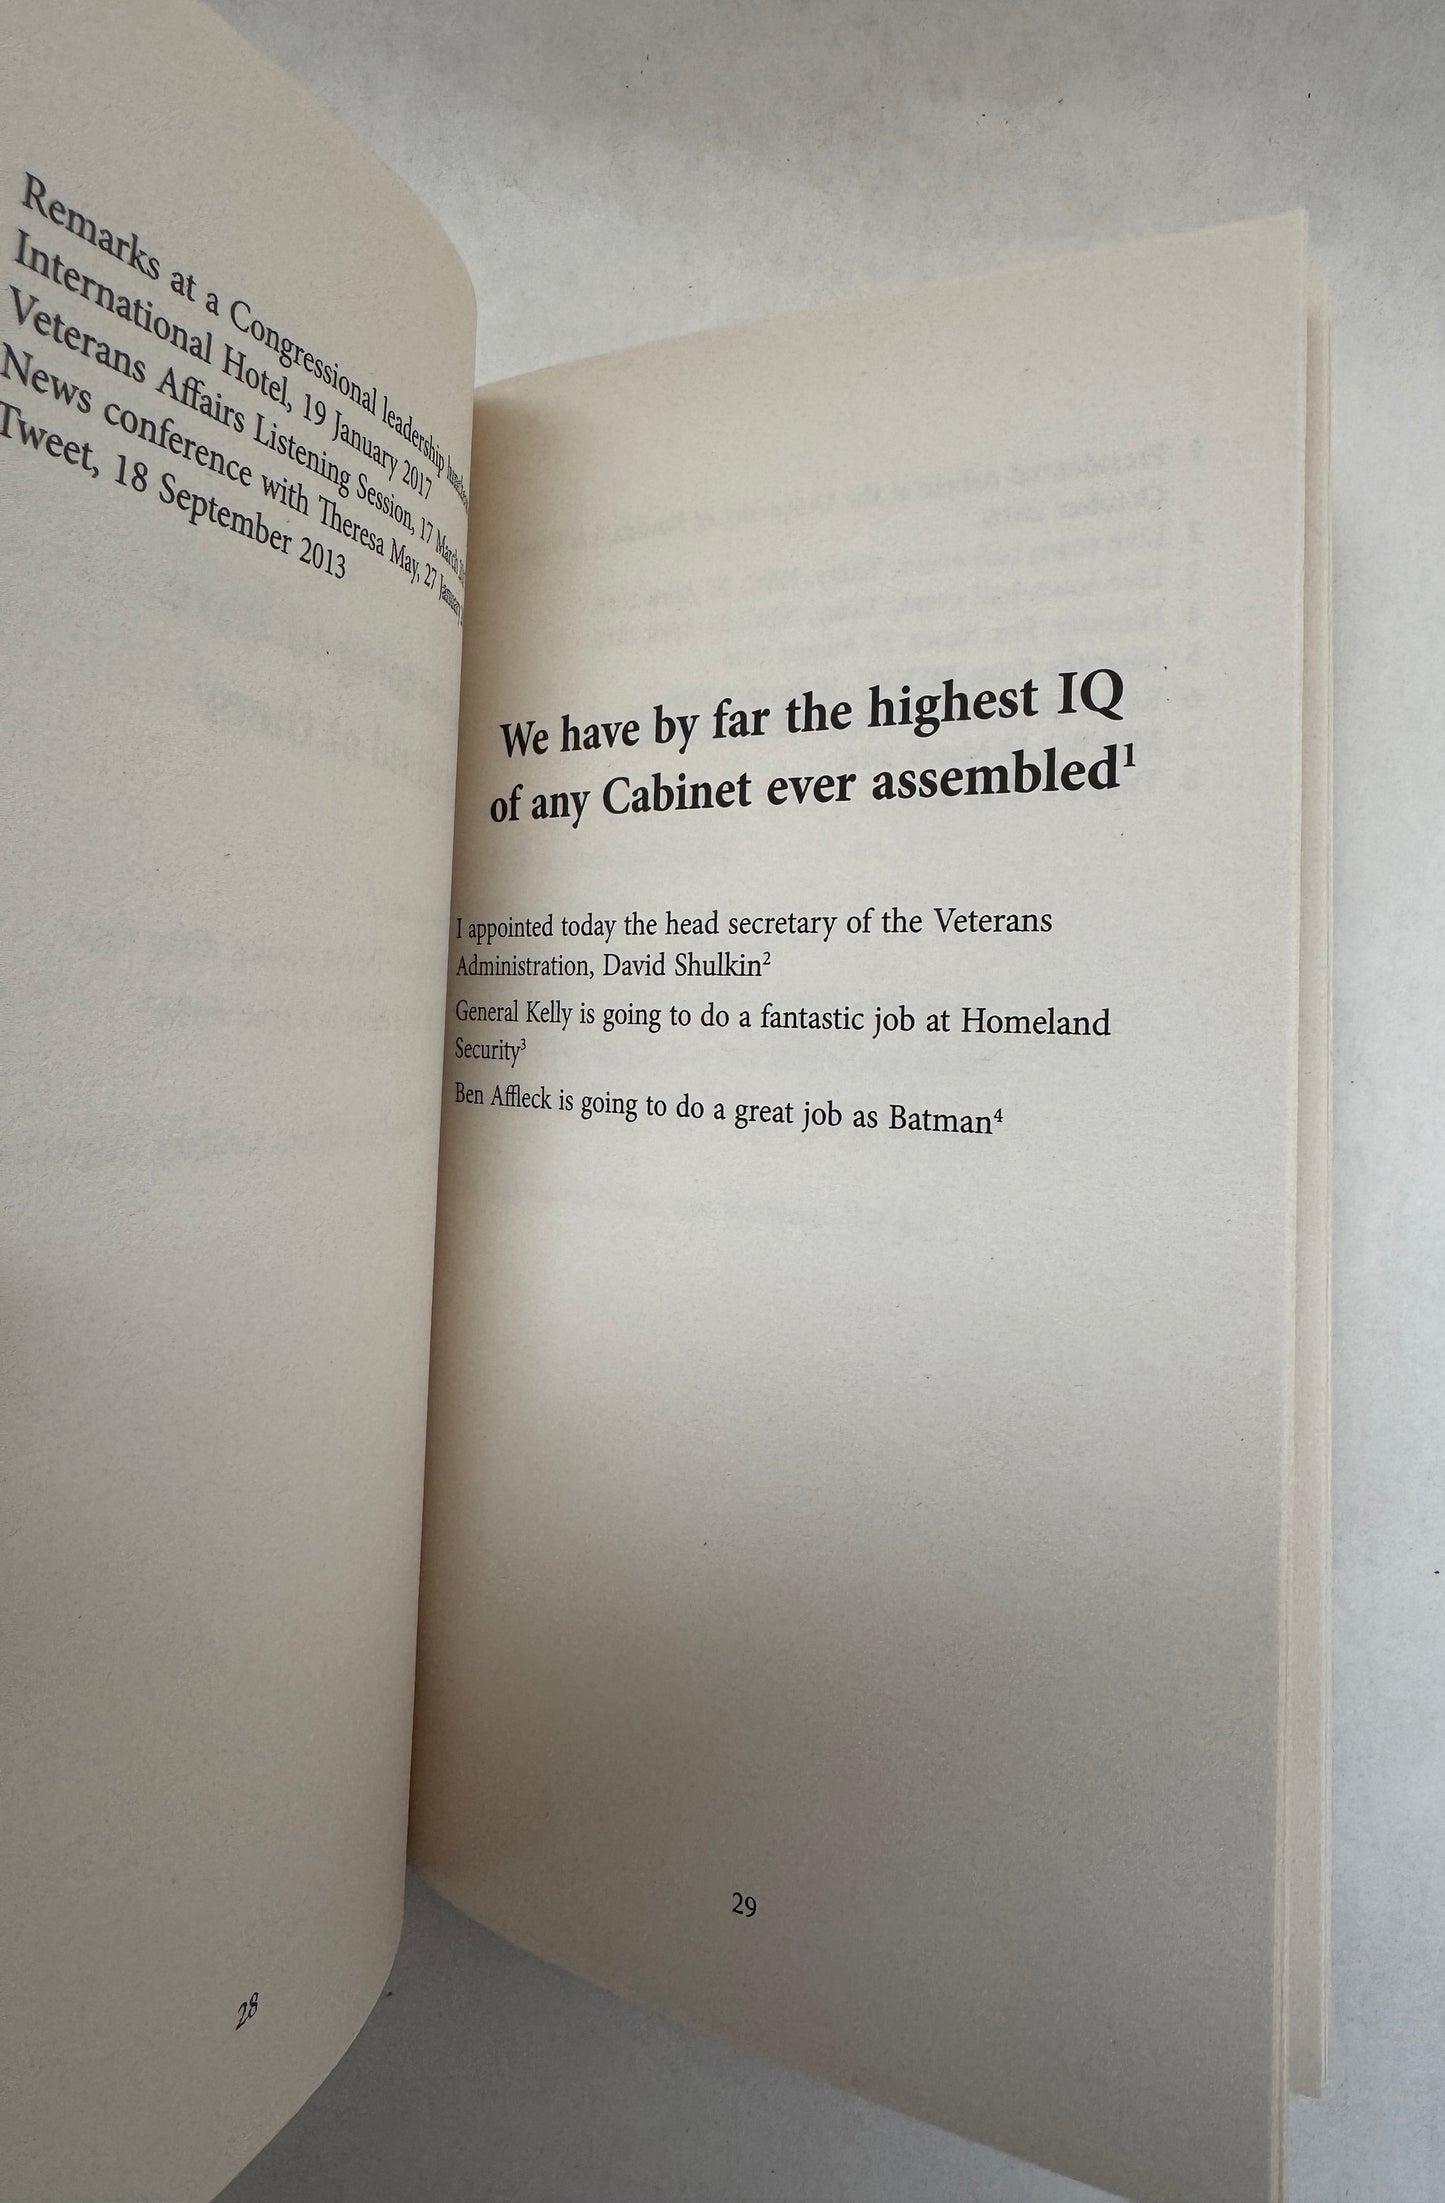 Remarks at a Congressional leadership luncheon
International Hotel, 19 January 2017
Veterans Affairs Listening Session, 17 March
News conference with Theresa May, 27 January
Tweet, 18 September 2013
28
We have by far the highest IQ
of any Cabinet ever assembled¹
I appointed today the head secretary of the Veterans
Administration, David Shulkin²
General Kelly is going to do a fantastic job at Homeland
Security³
Ben Affleck is going to do a great job as Batman⁴
29